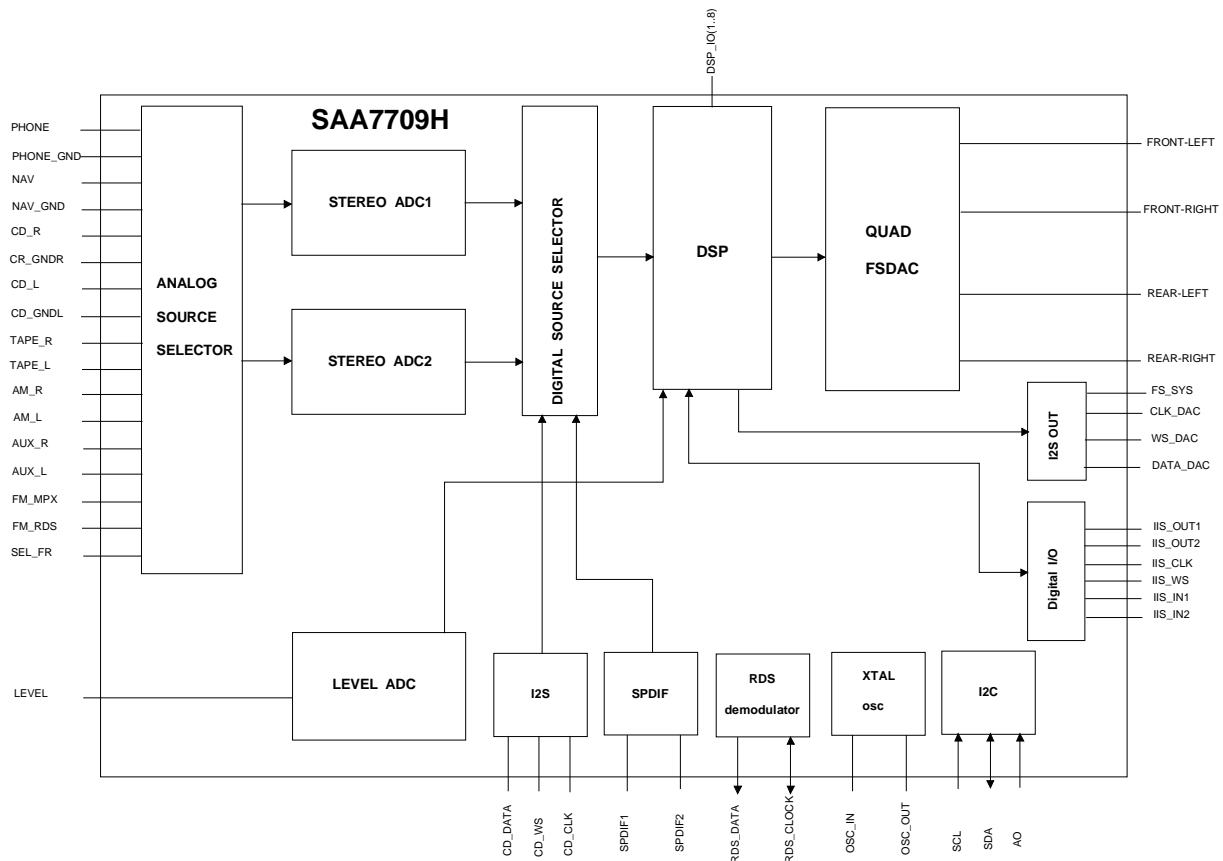 DSP_IO(1..8)
SAA7709H
PHONE
PHONE_GND
NAV
NAV_GND
CD_R
CR_GNDR
CD_L
CD_GNDL
TAPE_R
TAPE_L
AM_R
AM_L
AUX_R
AUX_L
FM_MPX
FM_RDS
SEL_FR
LEVEL
ANALOG
SOURCE
SELECTOR
STEREO ADC1
STEREO ADC2
DIGITAL SOURCE SELECTOR
DSP
QUAD
FSDAC
FRONT-LEFT
FRONT-RIGHT
REAR-LEFT
REAR-RIGHT
I2S OUT
FS_SYS
CLK_DAC
WS_DAC
DATA_DAC
Digital I/O
IIS_OUT1
IIS_OUT2
IIS_CLK
IIS_WS
IIS_IN1
IIS_IN2
LEVEL ADC
I2S
SPDIF
RDS
demodulator
XTAL
osc
I2C
CD_DATA
CD_WS
CD_CLK
SPDIF1
SPDIF2
RDS_DATA
RDS_CLOCK
OSC_IN
OSC_OUT
SCL
SDA
AO